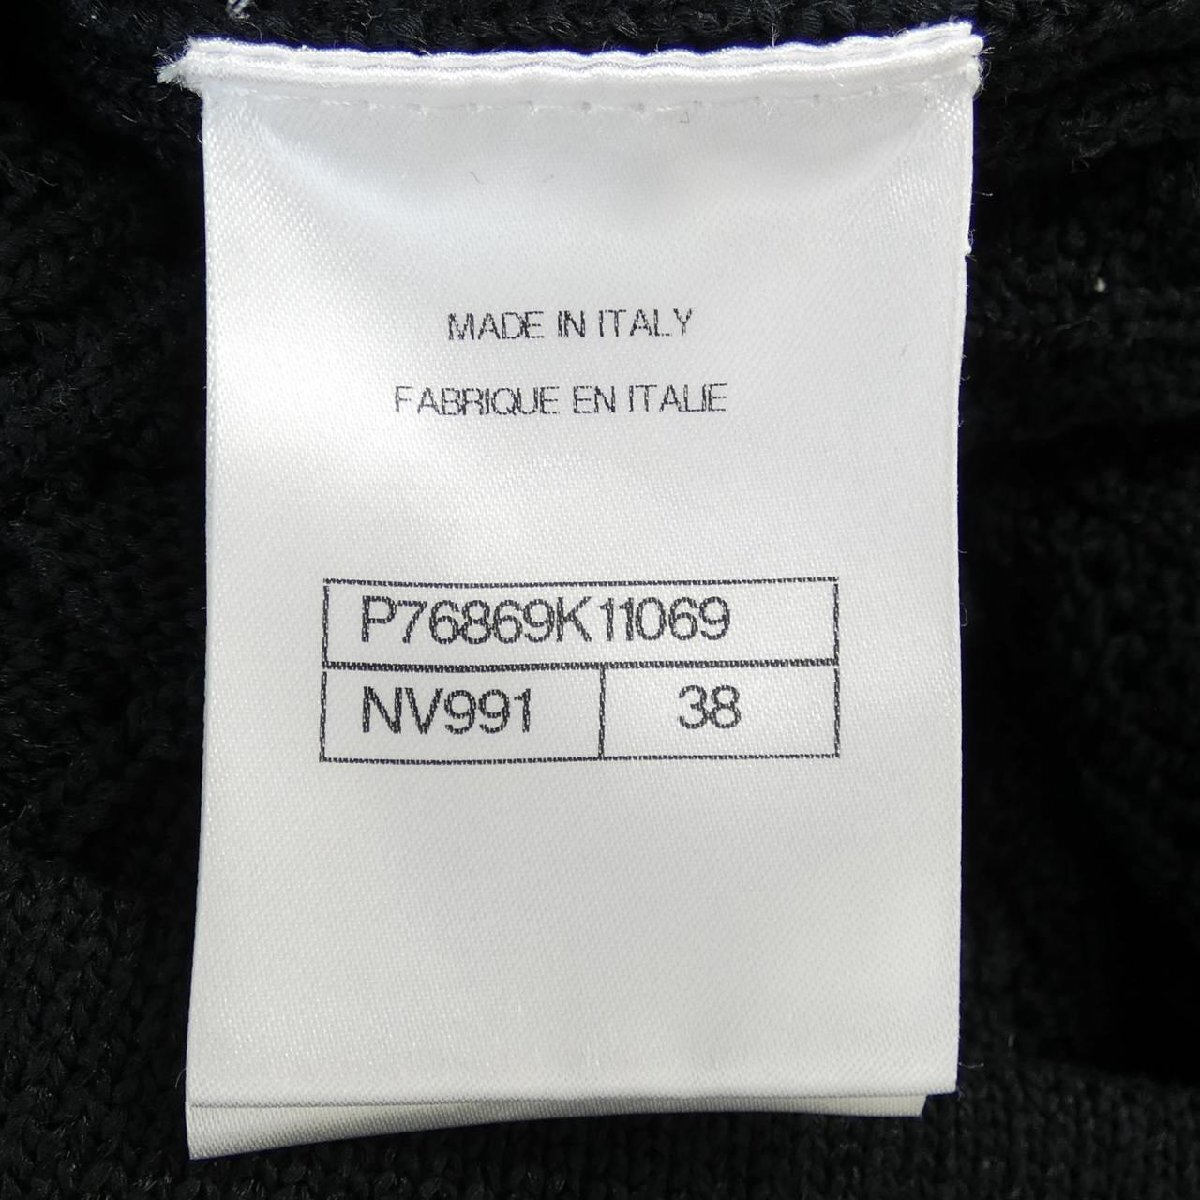 MADE IN ITALY
FABRIQUE EN ITALIE
P76869K11069
NV991 38